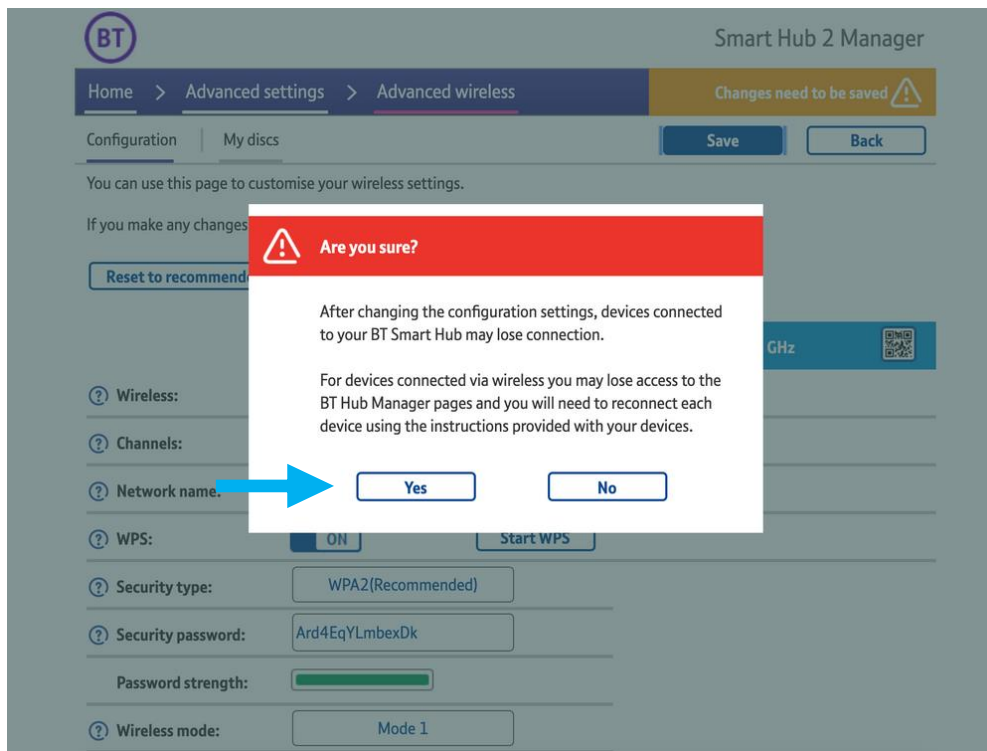 BT
Smart Hub 2 Manager
Home > Advanced settings > Advanced wireless
Changes need to be saved
Configuration | My discs
Save
Back
You can use this page to customise your wireless settings.
If you make any changes
Are you sure?
Reset to
After changing the configuration settings, devices connected
to your BT Smart Hub may lose connection.
GHz
For devices connected via wireless you may lose access to the
BT Hub Manager pages and you will need to reconnect each
device using the instructions provided with your devices.
Yes
No
Wireless:
Channels:
Network name:
WPS:
ON
Start WPS
Security type:
WPA2(Recommended)
Security password:
Ard4EqYLmbexDk
Password strength:
Wireless mode:
Mode 1